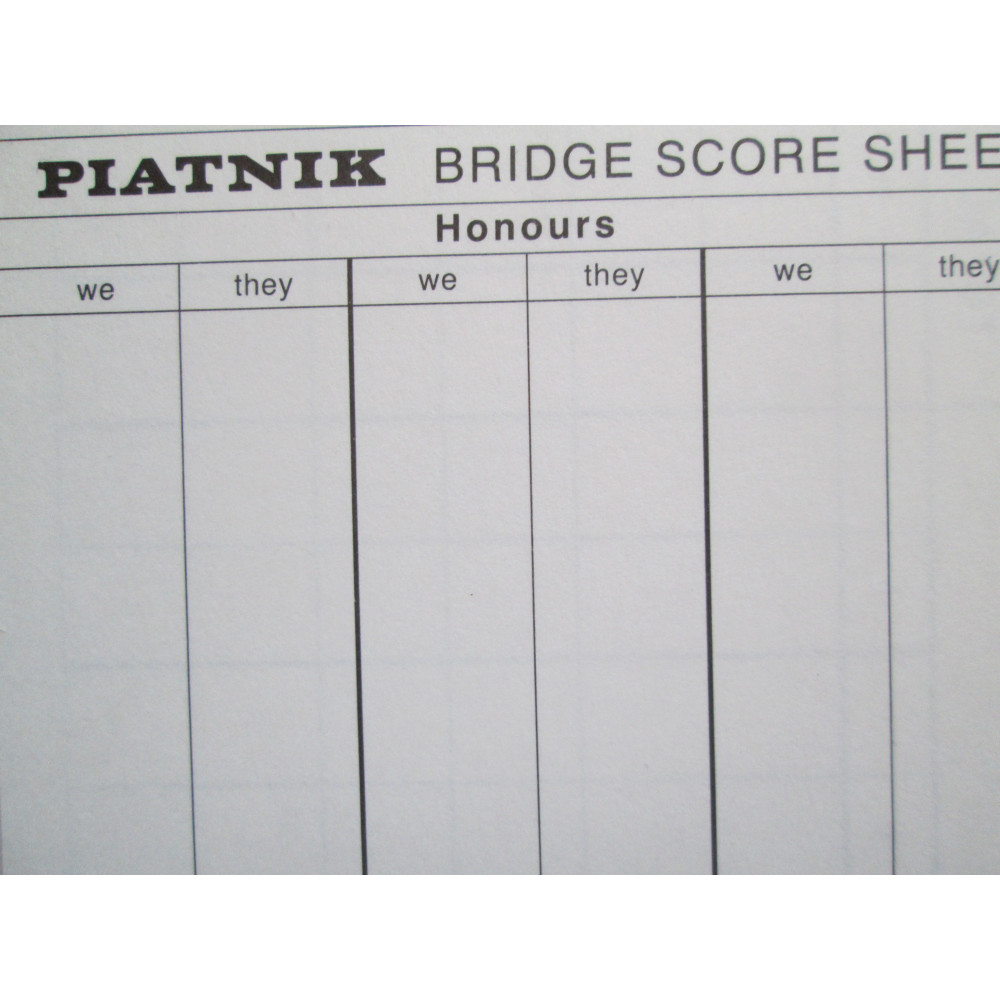 PIATNIK BRIDGE SCORE SHEE
Honours
we they we they we they